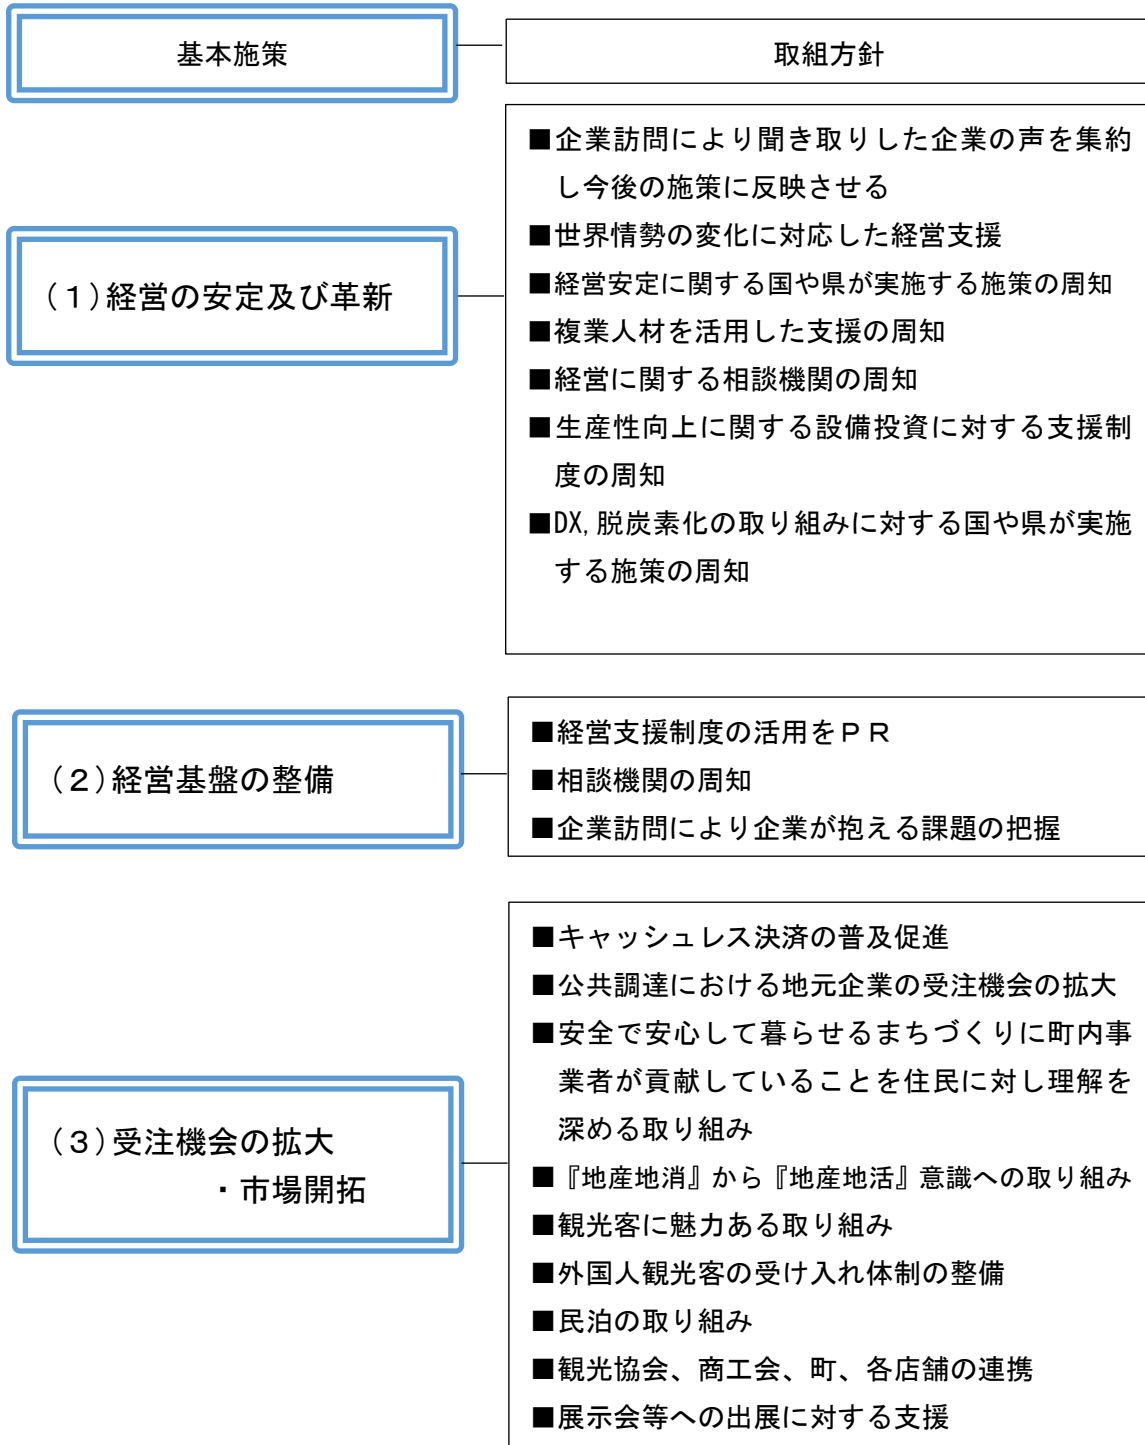 基本施策
取組方針
(1)経営の安定及び革新
■企業訪問により聞き取りした企業の声を集約
し今後の施策に反映させる
■世界情勢の変化に対応した経営支援
■経営安定に関する国や県が実施する施策の周知
■複業人材を活用した支援の周知
■経営に関する相談機関の周知
■生産性向上に関する設備投資に対する支援制
度の周知
■DX,脱炭素化の取り組みに対する国や県が実施
する施策の周知
(2)経営基盤の整備
■経営支援制度の活用をPR
■相談機関の周知
■企業訪問により企業が抱える課題の把握
(3)受注機会の拡大
・市場開拓
■キャッシュレス決済の普及促進
■公共調達における地元企業の受注機会の拡大
■安全で安心して暮らせるまちづくりに町内事
業者が貢献していることを住民に対し理解を
深める取り組み
■『地産地消』から『地産地活』意識への取り組み
■観光客に魅力ある取り組み
■外国人観光客の受け入れ体制の整備
■民泊の取り組み
■観光協会、商工会、町、各店舗の連携
■展示会等への出展に対する支援